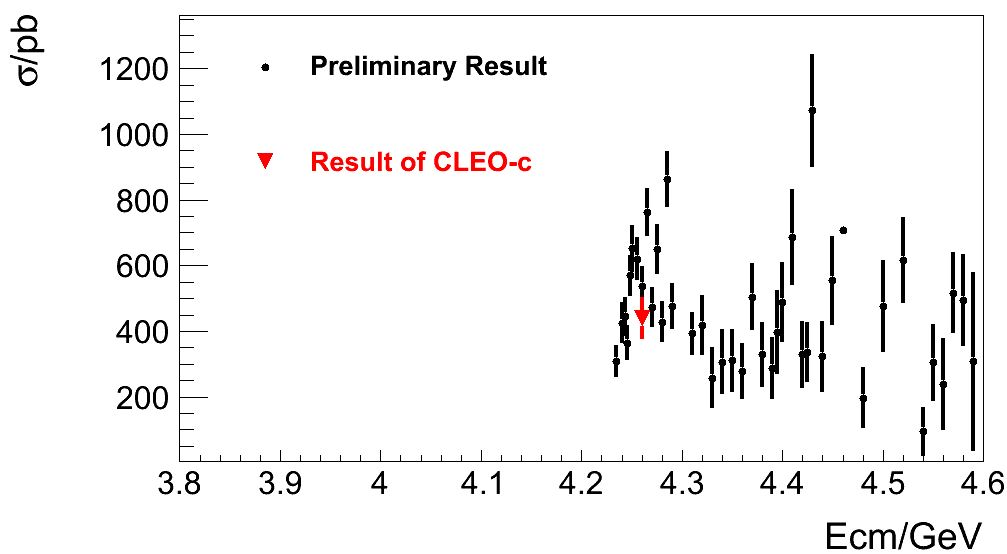 σ/pb
1200
1000
800
600
400
200
Preliminary Result
Result of CLEO-c
3.8 3.9 4 4.1 4.2 4.3 4.4 4.5 4.6
Ecm/GeV